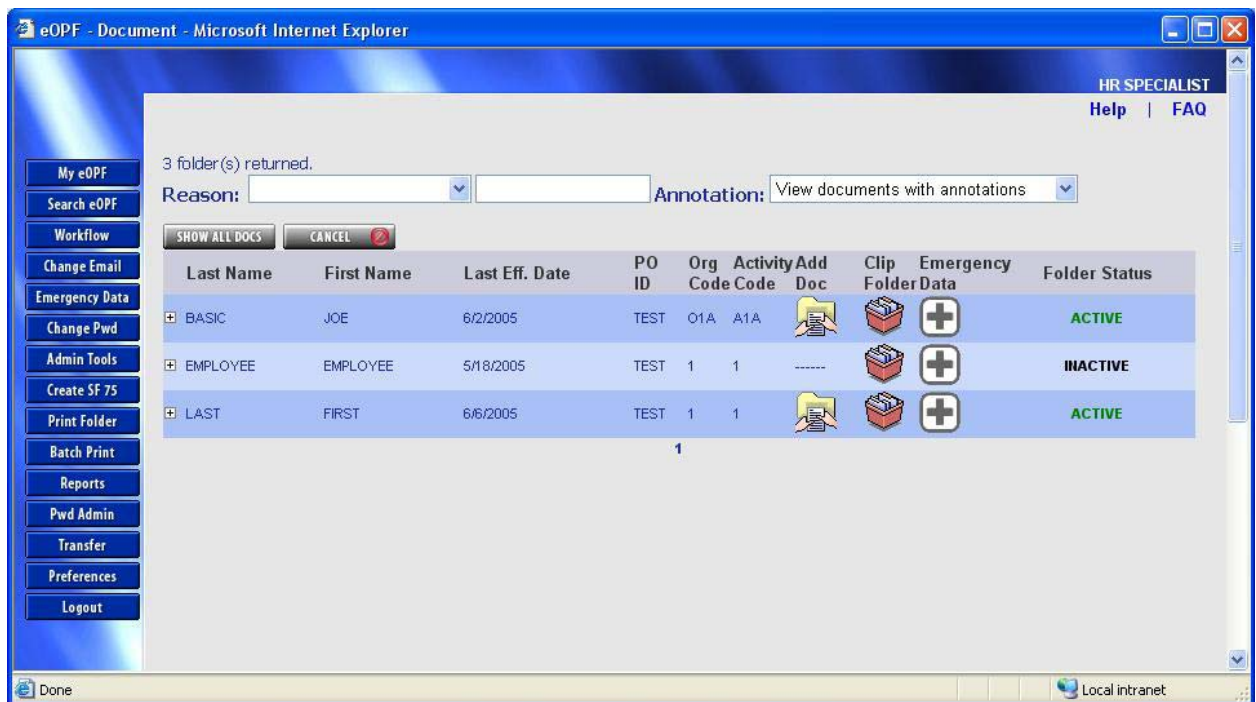 eOPF - Document - Microsoft Internet Explorer
HR SPECIALIST
Help | FAQ
My eOPF
Search eOPF
Workflow
Change Email
Emergency Data
Change Pwd
Admin Tools
Create SF 75
Print Folder
Batch Print
Reports
Pwd Admin
Transfer
Preferences
Logout
3 folder(s) returned.
Reason: Annotation: View documents with annotations
SHOW ALL DOCS CANCEL
Last Name First Name Last Eff. Date PO ID Org Code Activity Code Add Doc Clip Folder Emergency Data Folder Status
BASIC JOE 6/2/2005 TEST O1A A1A ACTIVE
EMPLOYEE EMPLOYEE 5/18/2005 TEST 1 1 ------ INACTIVE
LAST FIRST 6/6/2005 TEST 1 1 ACTIVE
1
Done Local intranet